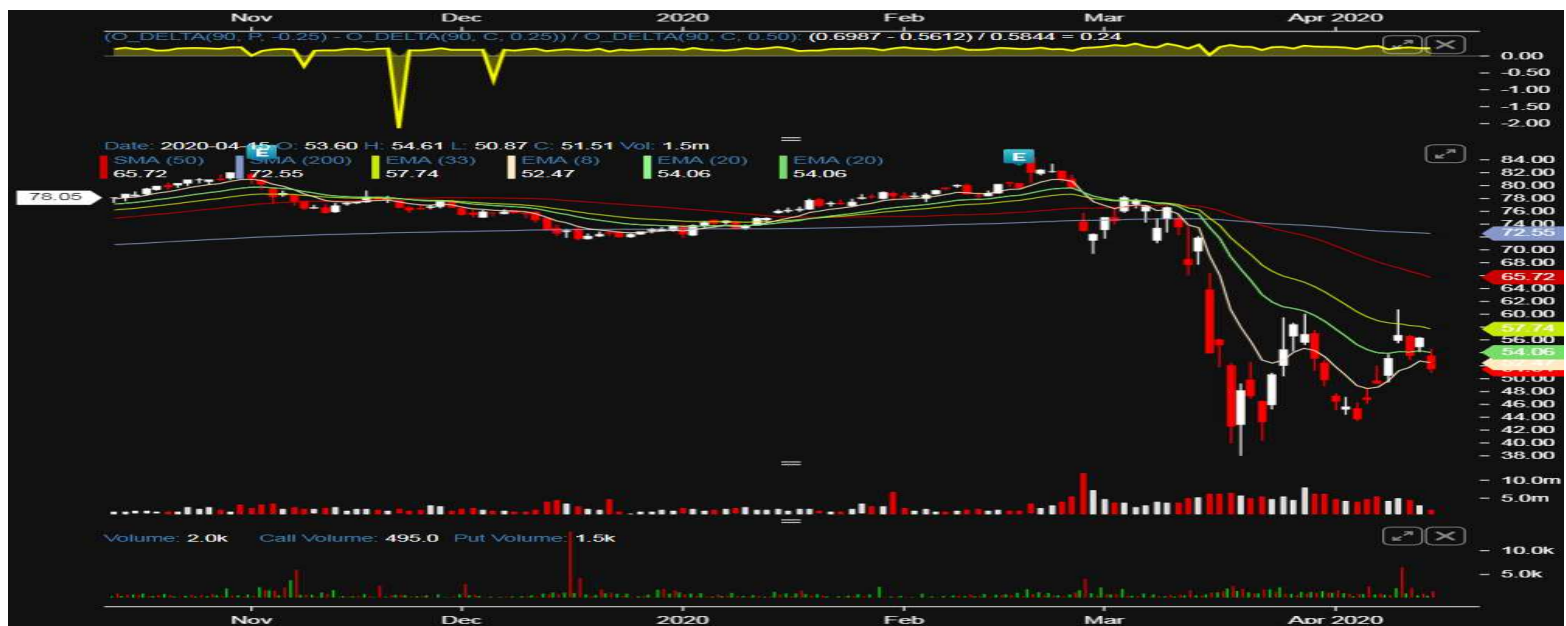 Nov Dec 2020 Feb Mar Apr 2020
(O_DELTA(90, P, -0.25) - O_DELTA(90, C, 0.25)) / O_DELTA(90, C, 0.50): (0.6987 - 0.5612) / 0.5844 = 0.24
0.00
-0.50
-1.00
-1.50
-2.00
Date: 2020-04-15 O: 53.60 H: 54.61 L: 50.87 C: 51.51 Vol: 1.5m
E
E
SMA (50) SMA (200) EMA (33) EMA (8) EMA (20) EMA (20)
65.72 72.55 57.74 52.47 54.06 54.06
78.05
84.00
82.00
80.00
78.00
76.00
74.00
72.55
70.00
68.00
65.72
64.00
62.00
60.00
57.74
56.00
54.06
50.00
48.00
46.00
44.00
42.00
40.00
38.00
10.0m
5.0m
Volume: 2.0k Call Volume: 495.0 Put Volume: 1.5k
10.0k
5.0k
Nov Dec 2020 Feb Mar Apr 2020